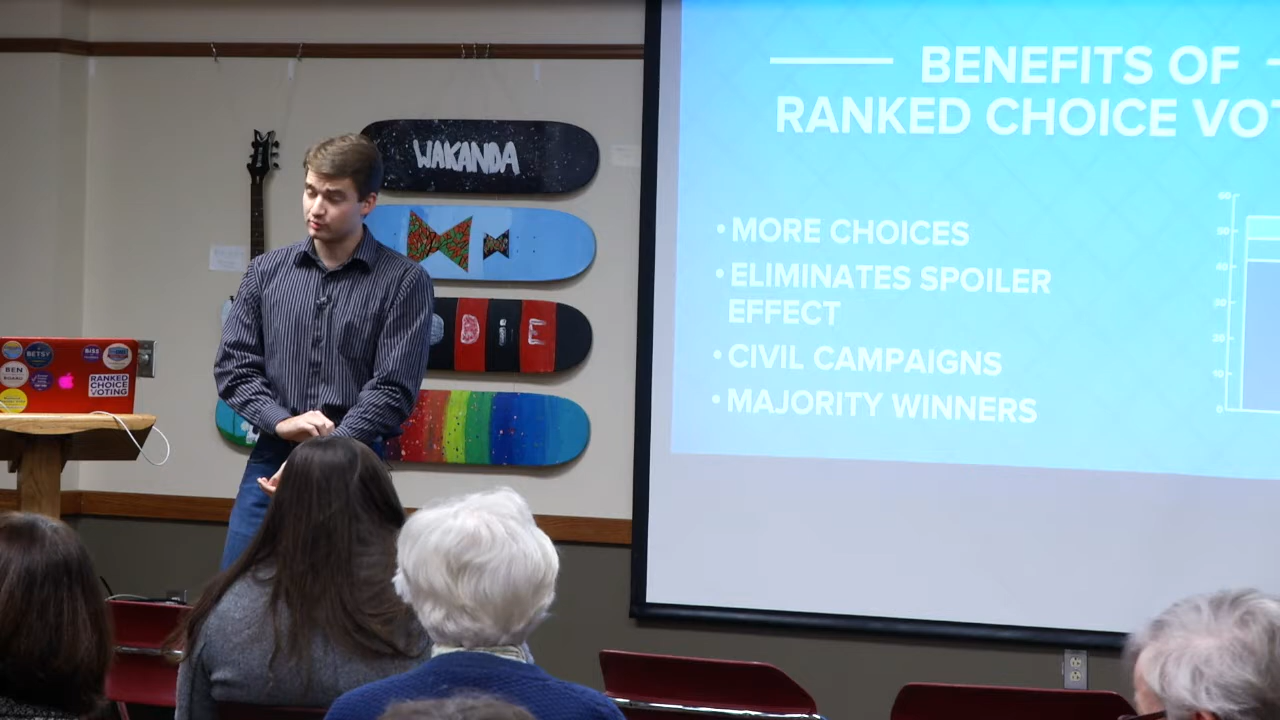 BENEFITS OF
RANKED CHOICE VOT
• MORE CHOICES
• ELIMINATES SPOILER
EFFECT
• CIVIL CAMPAIGNS
• MAJORITY WINNERS
WAKANDA
BETSY
BEN
RANKED
CHOICE
VOTING